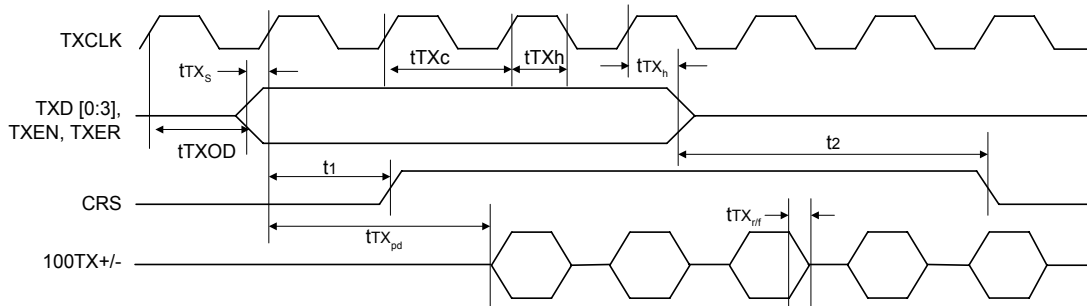 TXCLK
tTXc
tTXh
tTXs
tTXh
TXD [0:3],
TXEN, TXER
tTXOD
t1
t2
CRS
tTXpd
tTXr/f
100TX+/-